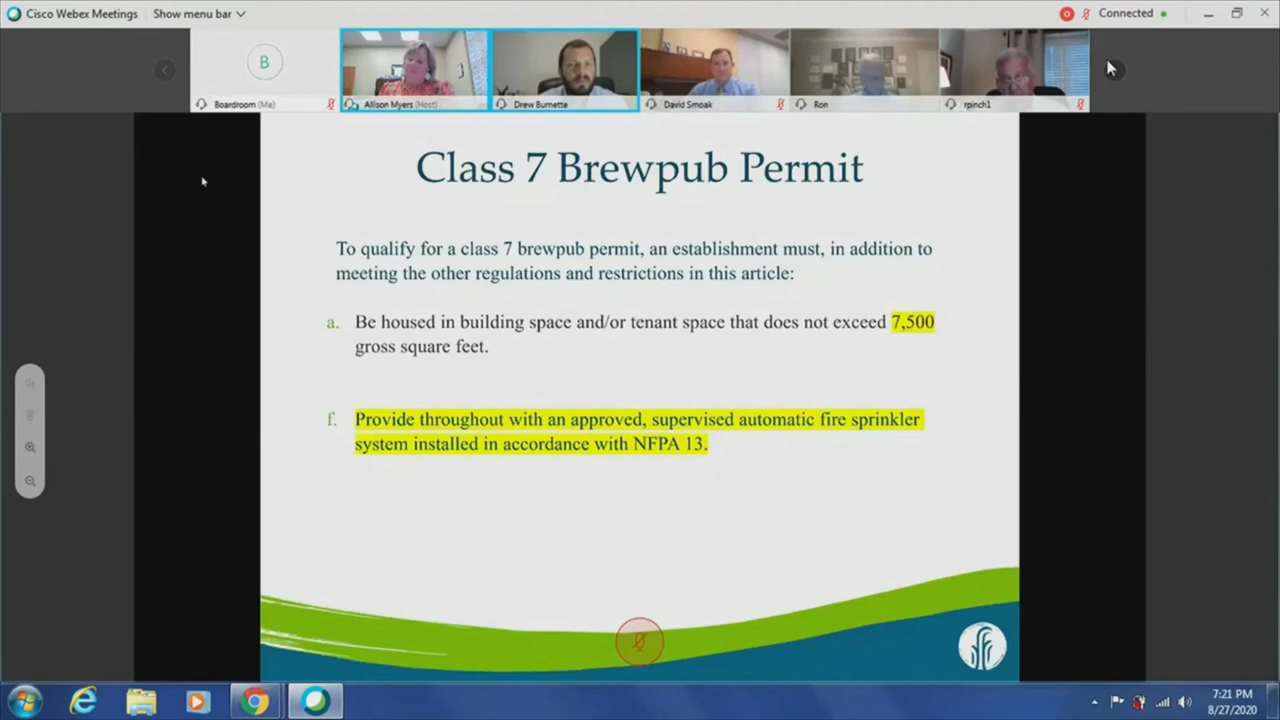 Cisco Webex Meetings Show menu bar Connected
B
Boardroom (Me) Allison Myers (Host) Drew Burnette David Smoak Ron rpinch1
Class 7 Brewpub Permit
To qualify for a class 7 brewpub permit, an establishment must, in addition to
meeting the other regulations and restrictions in this article:
a. Be housed in building space and/or tenant space that does not exceed 7,500
gross square feet.
f. Provide throughout with an approved, supervised automatic fire sprinkler
system installed in accordance with NFPA 13.
7:21 PM
8/27/2020